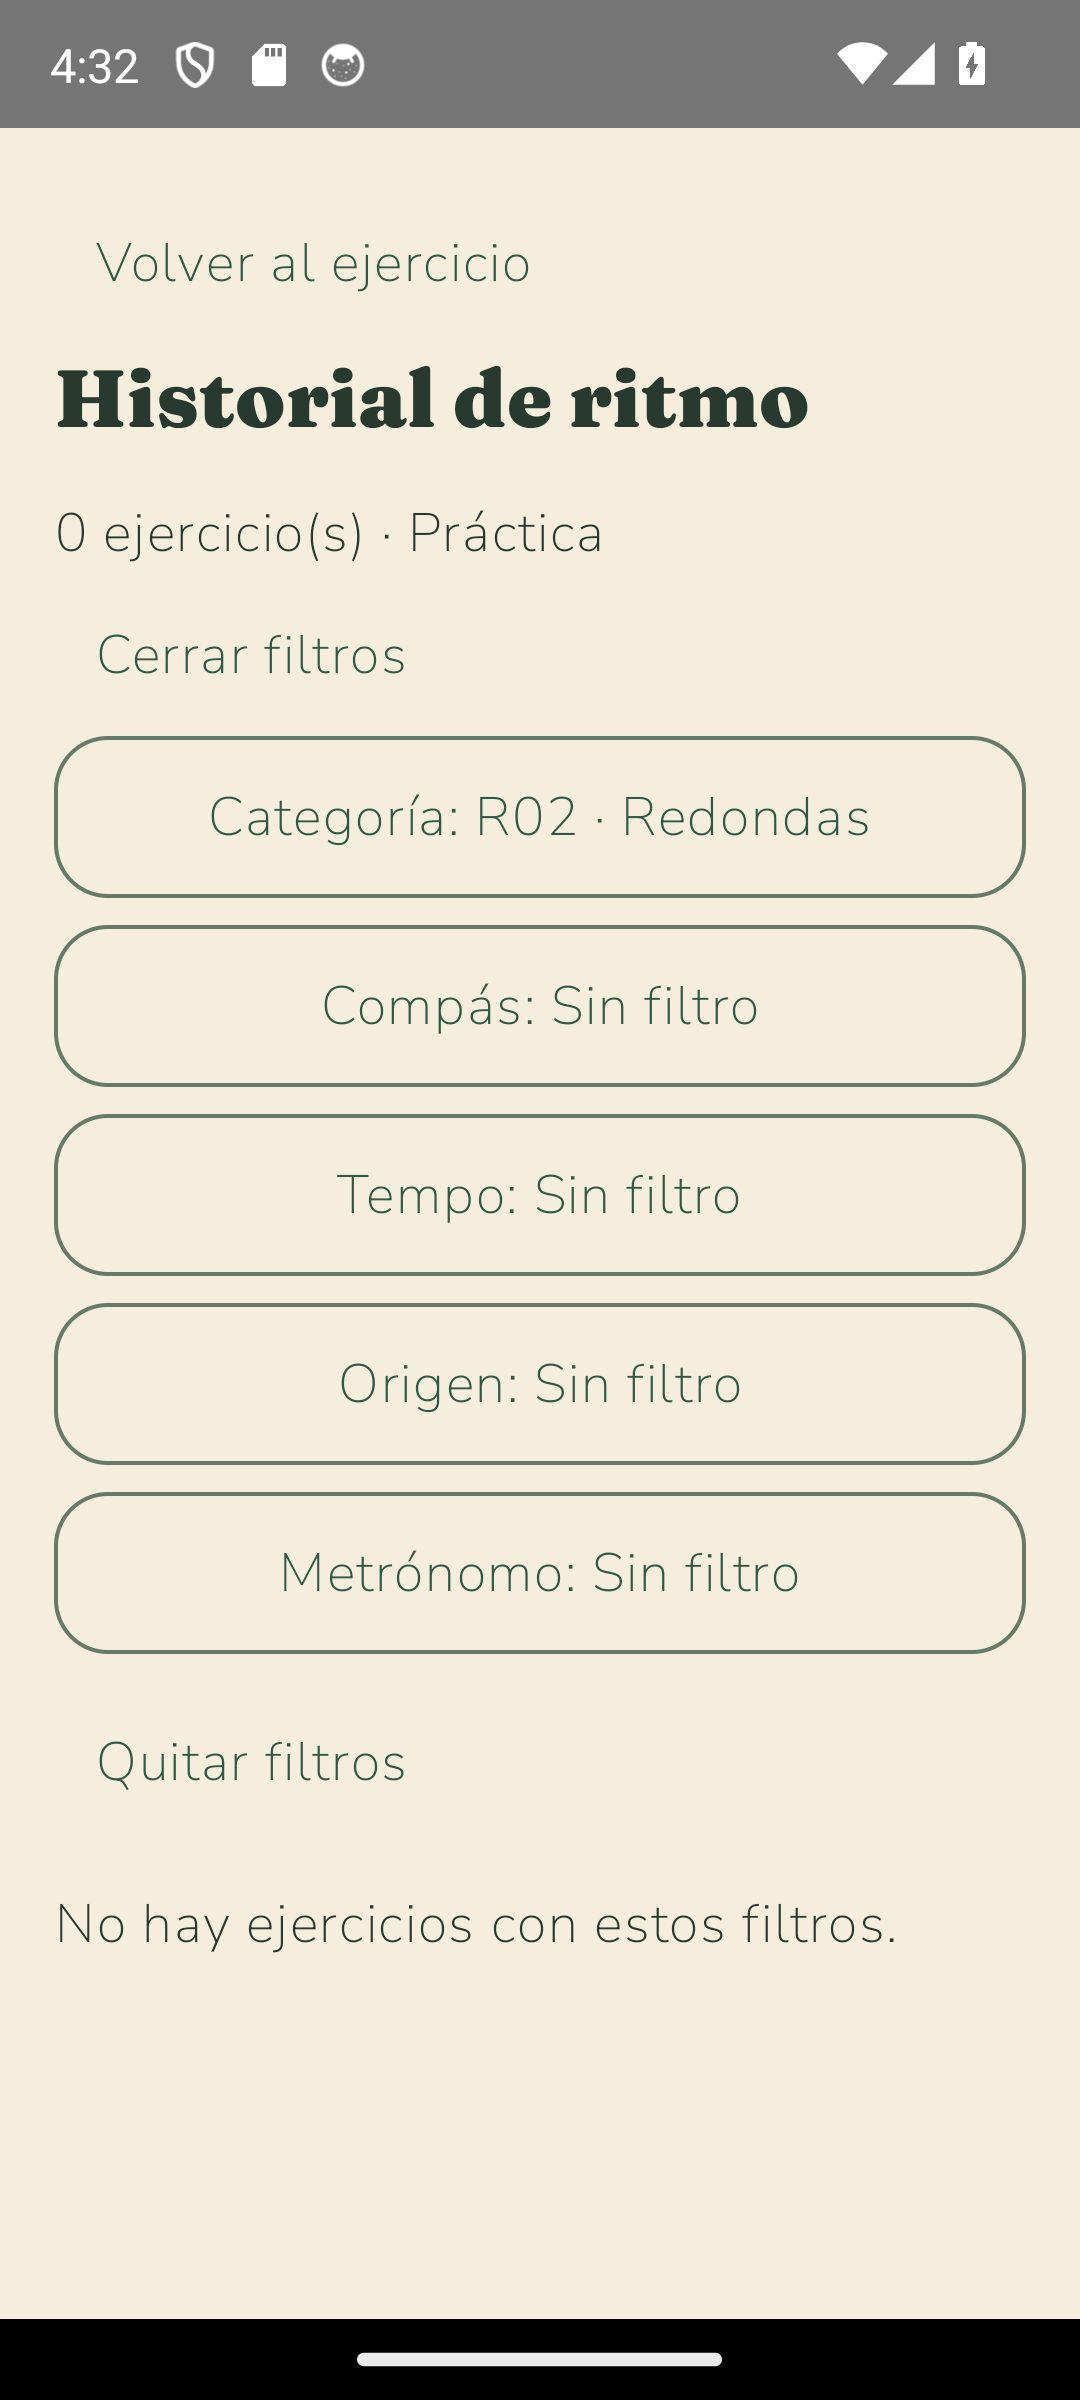 4:32
Volver al ejercicio
Historial de ritmo
0 ejercicio(s) · Práctica
Cerrar filtros
Categoría: R02 · Redondas
Compás: Sin filtro
Tempo: Sin filtro
Origen: Sin filtro
Metrónomo: Sin filtro
Quitar filtros
No hay ejercicios con estos filtros.